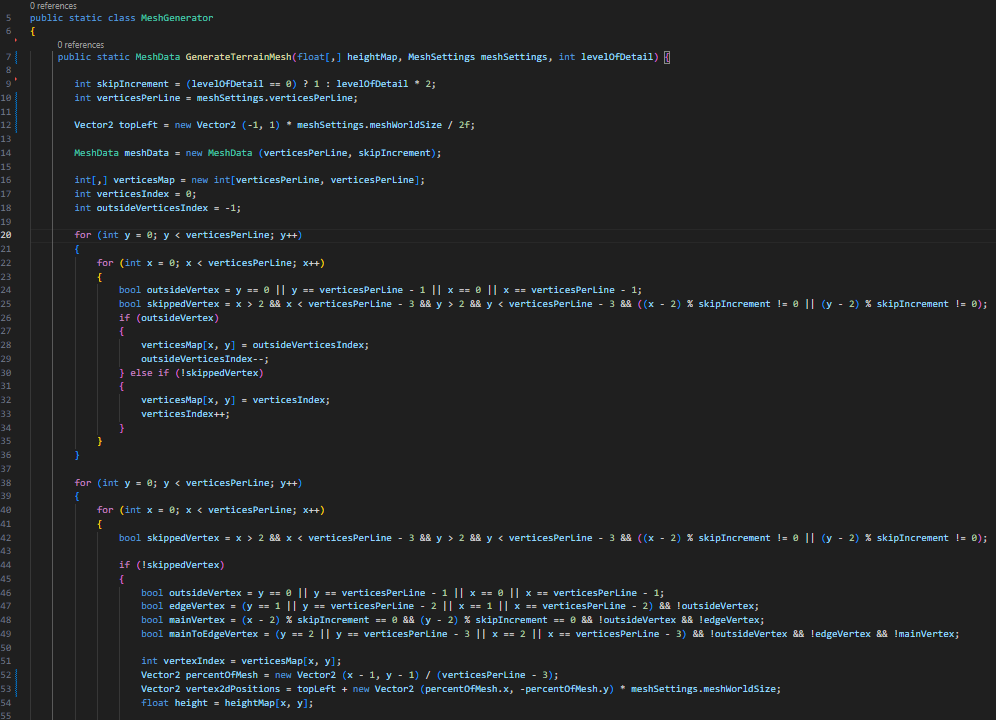 0 references
5 public static class MeshGenerator
6 {
0 references
7 public static MeshData GenerateTerrainMesh(float[,] heightMap, MeshSettings meshSettings, int levelOfDetail) {
8
9 int skipIncrement = (levelOfDetail == 0) ? 1 : levelOfDetail * 2;
10 int verticesPerLine = meshSettings.verticesPerLine;
11
12 Vector2 topLeft = new Vector2 (-1, 1) * meshSettings.meshWorldSize / 2f;
13
14 MeshData meshData = new MeshData (verticesPerLine, skipIncrement);
15
16 int[,] verticesMap = new int[verticesPerLine, verticesPerLine];
17 int verticesIndex = 0;
18 int outsideVerticesIndex = -1;
19
20 for (int y = 0; y < verticesPerLine; y++)
21 {
22 for (int x = 0; x < verticesPerLine; x++)
23 {
24 bool outsideVertex = y == 0 || y == verticesPerLine - 1 || x == 0 || x == verticesPerLine - 1;
25 bool skippedVertex = x > 2 && x < verticesPerLine - 3 && y > 2 && y < verticesPerLine - 3 && ((x - 2) % skipIncrement != 0 || (y - 2) % skipIncrement != 0);
26 if (outsideVertex)
27 {
28 verticesMap[x, y] = outsideVerticesIndex;
29 outsideVerticesIndex--;
30 } else if (!skippedVertex)
31 {
32 verticesMap[x, y] = verticesIndex;
33 verticesIndex++;
34 }
35 }
36 }
37
38 for (int y = 0; y < verticesPerLine; y++)
39 {
40 for (int x = 0; x < verticesPerLine; x++)
41 {
42 bool skippedVertex = x > 2 && x < verticesPerLine - 3 && y > 2 && y < verticesPerLine - 3 && ((x - 2) % skipIncrement != 0 || (y - 2) % skipIncrement != 0);
43
44 if (!skippedVertex)
45 {
46 bool outsideVertex = y == 0 || y == verticesPerLine - 1 || x == 0 || x == verticesPerLine - 1;
47 bool edgeVertex = (y == 1 || y == verticesPerLine - 2 || x == 1 || x == verticesPerLine - 2) && !outsideVertex;
48 bool mainVertex = (x - 2) % skipIncrement == 0 && (y - 2) % skipIncrement == 0 && !outsideVertex && !edgeVertex;
49 bool mainToEdgeVertex = (y == 2 || y == verticesPerLine - 3 || x == 2 || x == verticesPerLine - 3) && !outsideVertex && !edgeVertex && !mainVertex;
50
51 int vertexIndex = verticesMap[x, y];
52 Vector2 percentOfMesh = new Vector2 (x - 1, y - 1) / (verticesPerLine - 3);
53 Vector2 vertex2dPositions = topLeft + new Vector2 (percentOfMesh.x, -percentOfMesh.y) * meshSettings.meshWorldSize;
54 float height = heightMap[x, y];
55